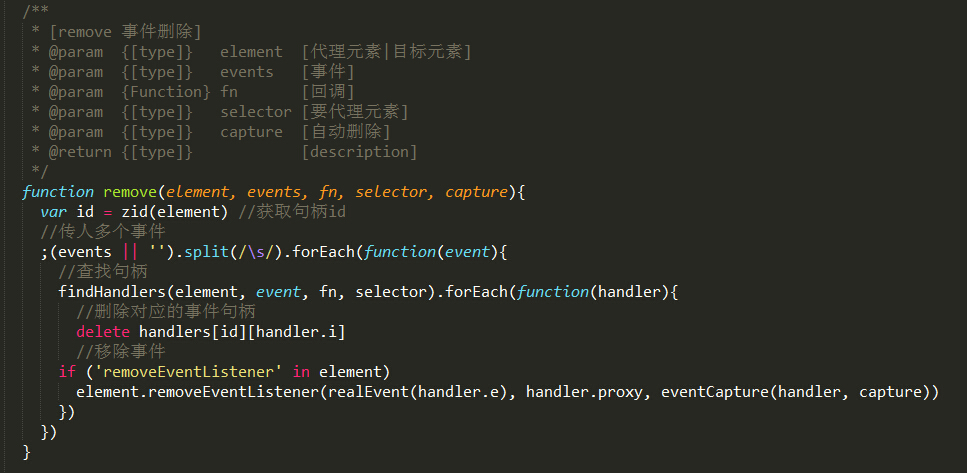 /**
 * [remove 事件删除]
 * @param  {[type]}   element  [代理元素|目标元素]
 * @param  {[type]}   events   [事件]
 * @param  {Function} fn       [回调]
 * @param  {[type]}   selector [要代理元素]
 * @param  {[type]}   capture  [自动删除]
 * @return {[type]}            [description]
 */
function remove(element, events, fn, selector, capture){
  var id = zid(element) //获取句柄id
  //传人多个事件
  ;(events || '').split(/\s/).forEach(function(event){
    //查找句柄
    findHandlers(element, event, fn, selector).forEach(function(handler){
      //删除对应的事件句柄
      delete handlers[id][handler.i]
      //移除事件
    if ('removeEventListener' in element)
      element.removeEventListener(realEvent(handler.e), handler.proxy, eventCapture(handler, capture))
    })
  })
}